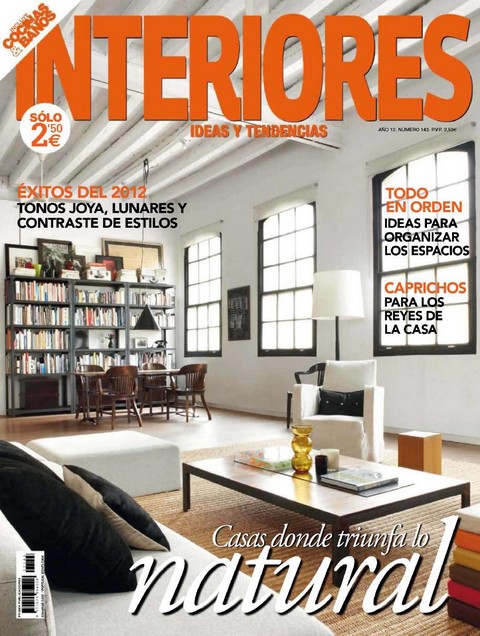 INCLUYE
COCINAS
& BAÑOS
INTERIORES
IDEAS Y TENDENCIAS
AÑO 12. NÚMERO 143. P.V.P. 2,50€
SÓLO
2,'50
€
ÉXITOS DEL 2012
TONOS JOYA, LUNARES Y
CONTRASTE DE ESTILOS
TODO
EN ORDEN
IDEAS PARA
ORGANIZAR
LOS ESPACIOS
CAPRICHOS
PARA LOS
REYES DE
LA CASA
Casas donde triunfa lo
natural